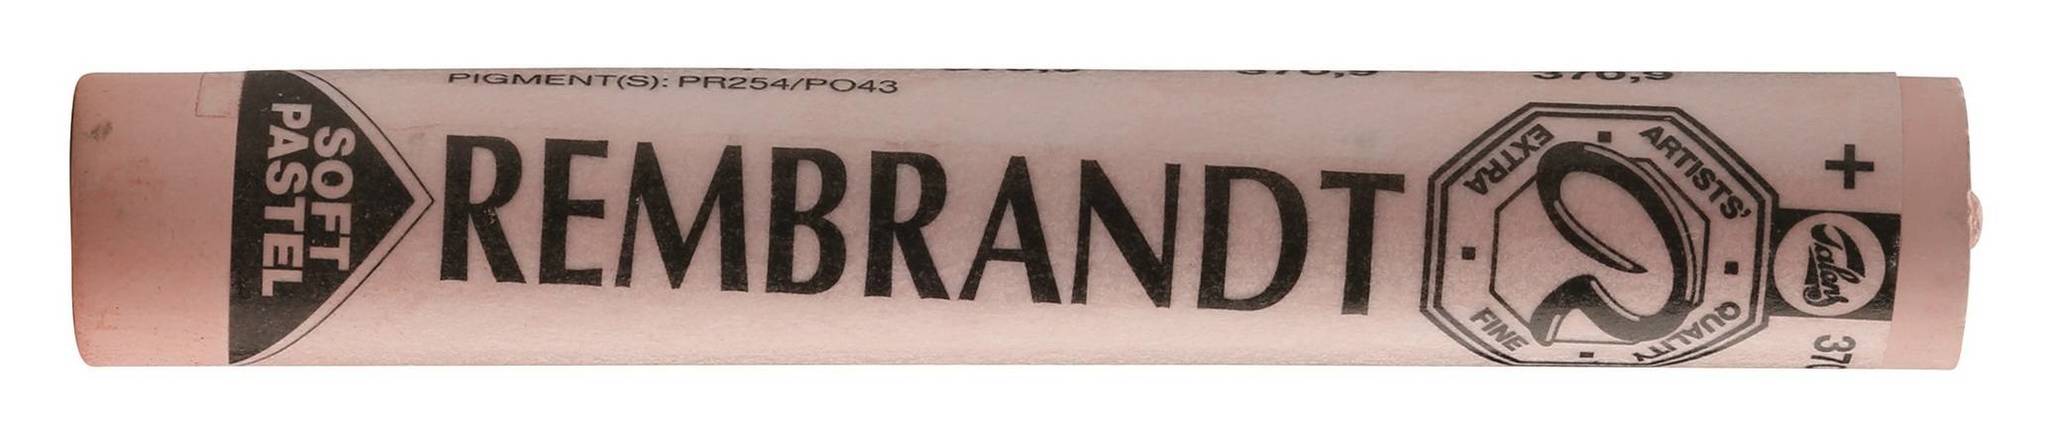 PIGMENT(S): PR254/PO43
SOFT
PASTEL
REMBRANDT
EXTRA
FINE
ARTISTS'
QUALITY
+
Talens